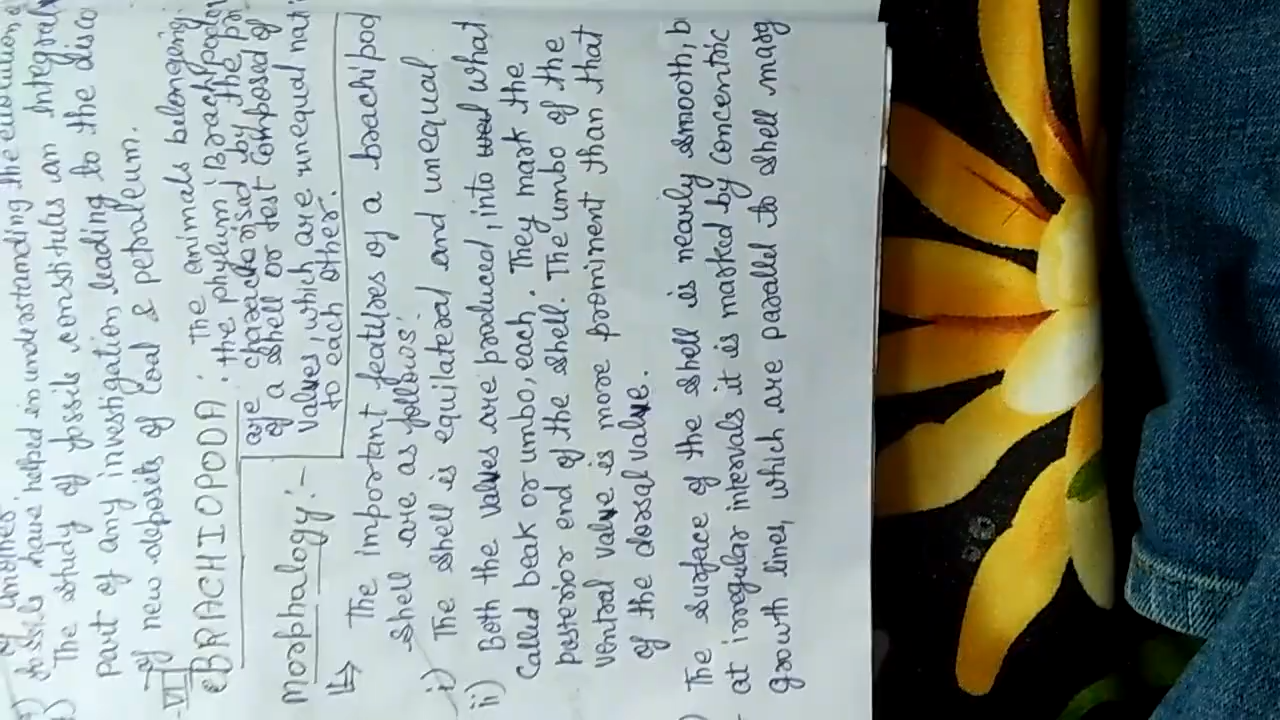 of another
fossils have helped in understanding the evolution
The study of fossils constitutes an Integral
part of any investigation leading to the disco
of new deposits of Coal & petroleum.
VI
BRACHIOPODA : The animals belonging
the phylum 'Brachiopoda
are characterised by the pr
of a shell or test composed of
valves, which are unequal nat
to each other.
Morphology:-
The important features of a brachipod
shell are as follows:
i) The shell is equilateral and unequal
ii) Both the valves are produced, into what
called beak or umbo, each. They mark the
posterior end of the shell. The umbo of the
ventral valve is more prominent than that
of the dorsal valve.
) The surface of the shell is nearly smooth, b
at irregular intervals it is marked by concentric
growth lines, which are parallel to shell marg